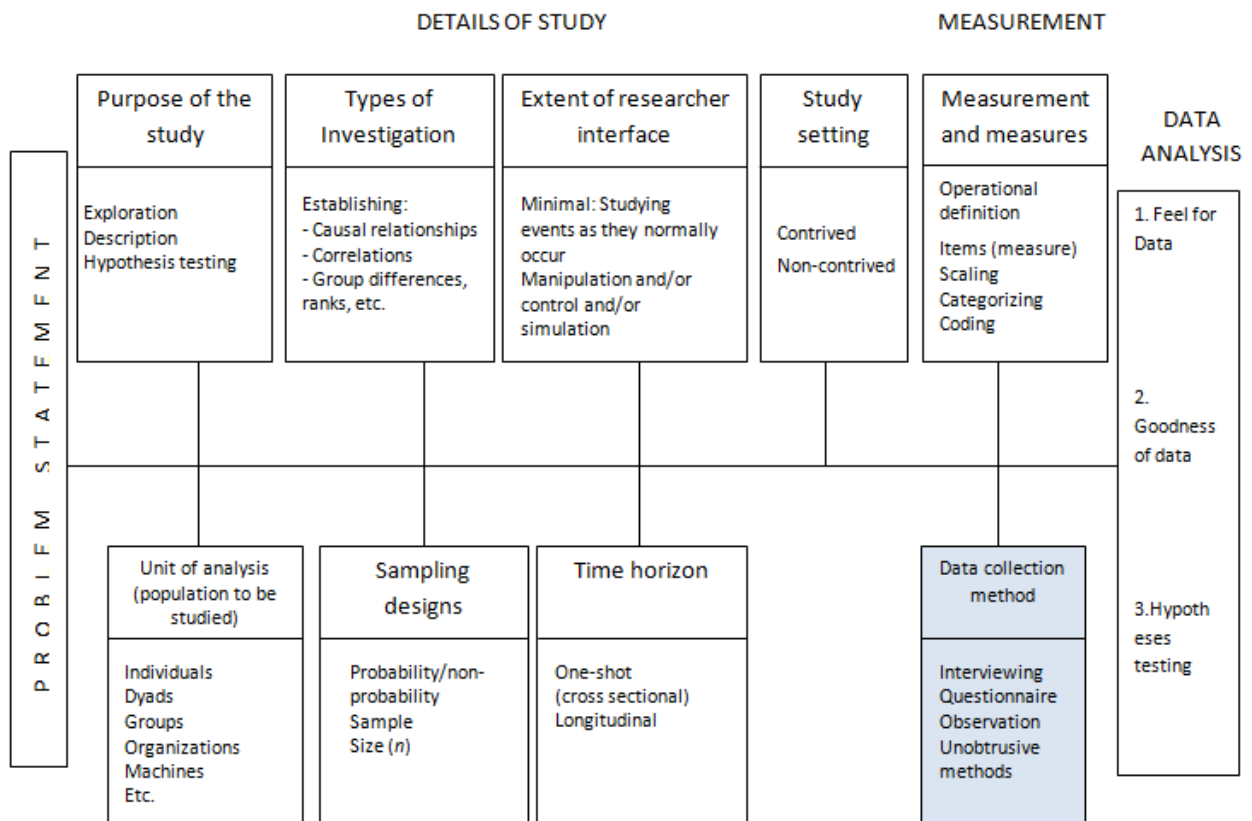 DETAILS OF STUDY
MEASUREMENT
Purpose of the
study
Exploration
Description
Hypothesis testing
Types of
Investigation
Establishing:
- Causal relationships
- Correlations
- Group differences,
ranks, etc.
Extent of researcher
interface
Minimal: Studying
events as they normally
occur
Manipulation and/or
control and/or
simulation
Study
setting
Contrived
Non-contrived
Measurement
and measures
Operational
definition
Items (measure)
Scaling
Categorizing
Coding
DATA
ANALYSIS
1. Feel for
Data
2.
Goodness
of data
3.Hypoth
eses
testing
P R O B I F M S T A T F M F N T
Unit of analysis
(population to be
studied)
Individuals
Dyads
Groups
Organizations
Machines
Etc.
Sampling
designs
Probability/non-
probability
Sample
Size (n)
Time horizon
One-shot
(cross sectional)
Longitudinal
Data collection
method
Interviewing
Questionnaire
Observation
Unobtrusive
methods